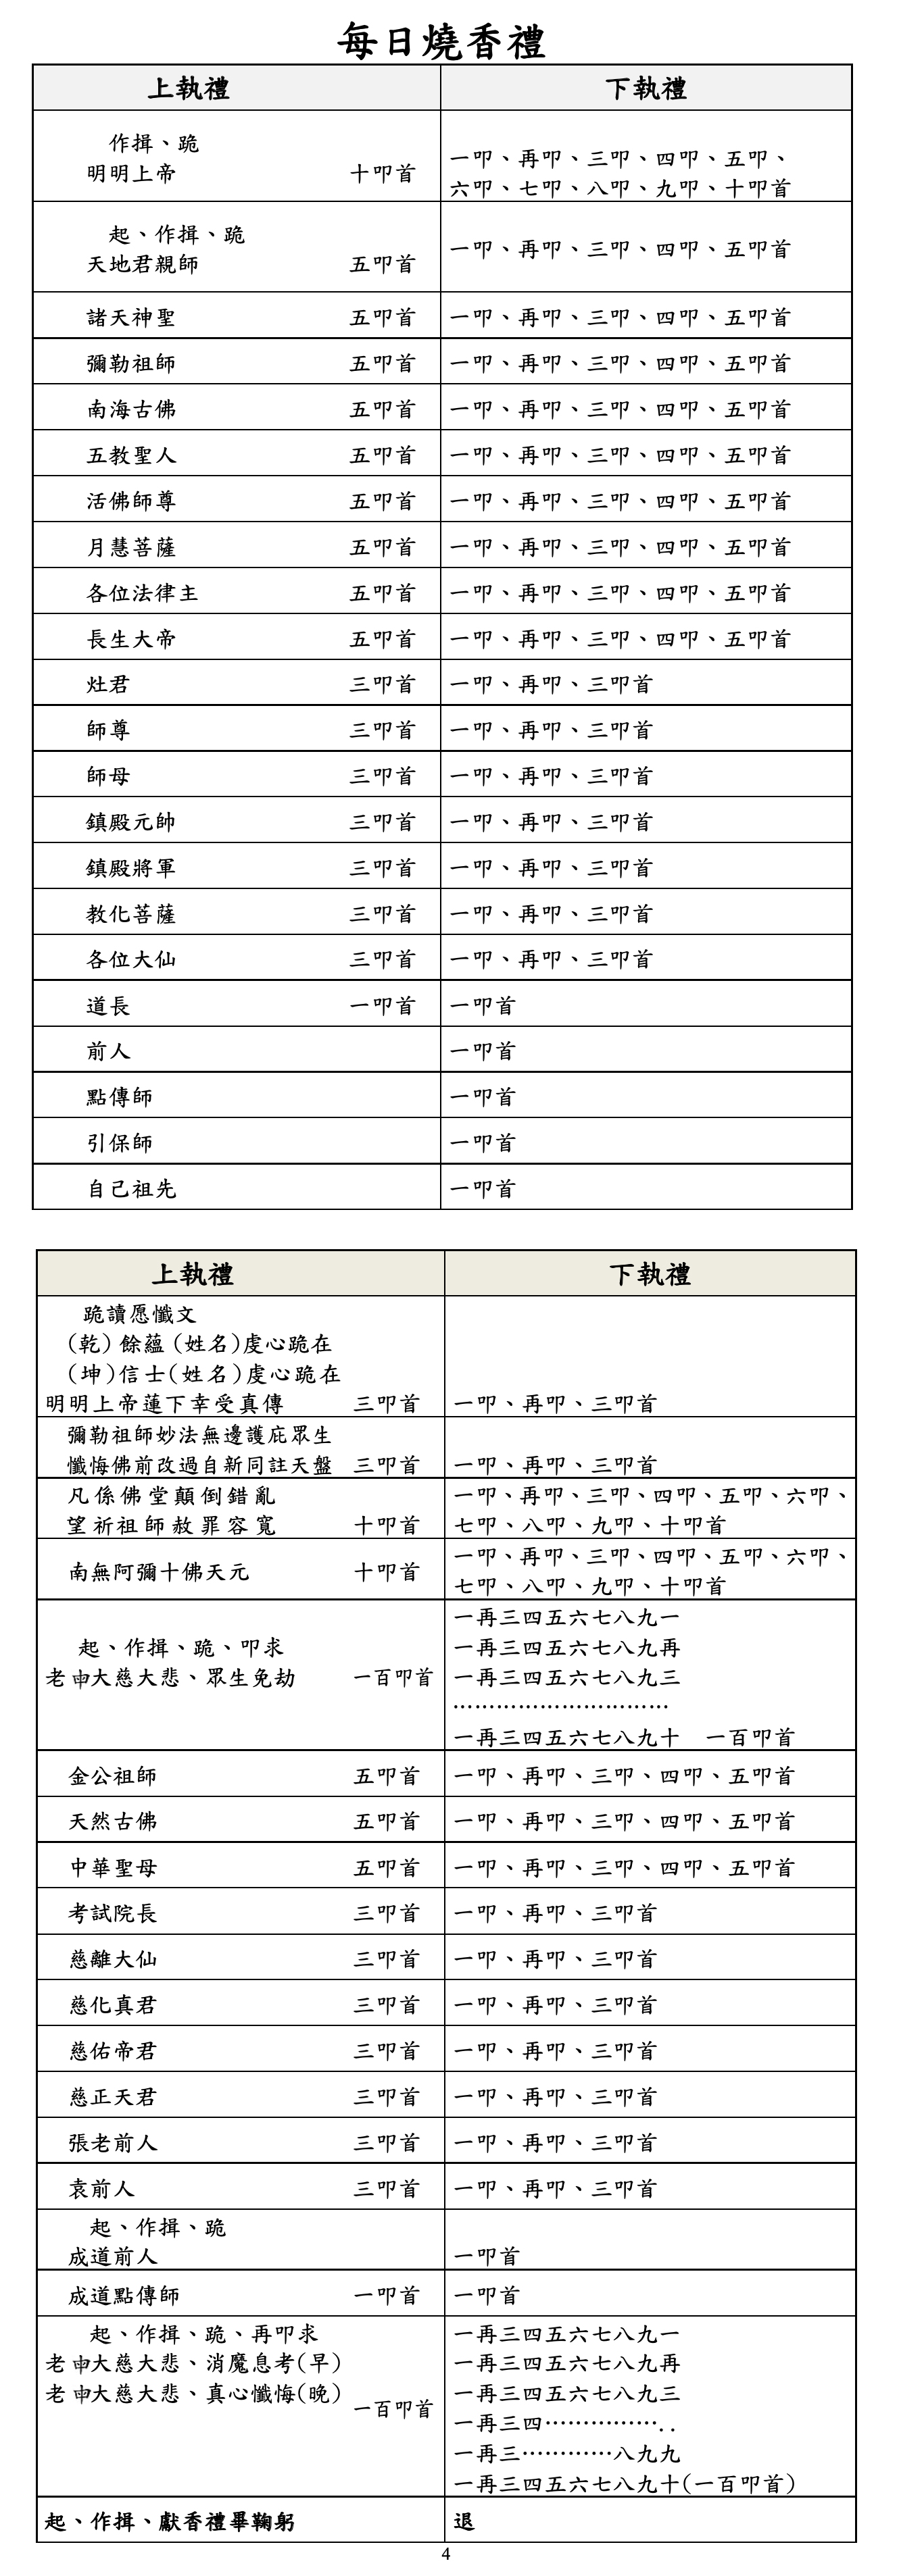 每日燒香禮
上執禮 下執禮
作揖、跪
明明上帝 十叩首 一叩、再叩、三叩、四叩、五叩、
六叩、七叩、八叩、九叩、十叩首
起、作揖、跪
天地君親師 五叩首 一叩、再叩、三叩、四叩、五叩首
諸天神聖 五叩首 一叩、再叩、三叩、四叩、五叩首
彌勒祖師 五叩首 一叩、再叩、三叩、四叩、五叩首
南海古佛 五叩首 一叩、再叩、三叩、四叩、五叩首
五教聖人 五叩首 一叩、再叩、三叩、四叩、五叩首
活佛師尊 五叩首 一叩、再叩、三叩、四叩、五叩首
月慧菩薩 五叩首 一叩、再叩、三叩、四叩、五叩首
各位法律主 五叩首 一叩、再叩、三叩、四叩、五叩首
長生大帝 五叩首 一叩、再叩、三叩、四叩、五叩首
灶君 三叩首 一叩、再叩、三叩首
師尊 三叩首 一叩、再叩、三叩首
師母 三叩首 一叩、再叩、三叩首
鎮殿元帥 三叩首 一叩、再叩、三叩首
鎮殿將軍 三叩首 一叩、再叩、三叩首
教化菩薩 三叩首 一叩、再叩、三叩首
各位大仙 三叩首 一叩、再叩、三叩首
道長 一叩首 一叩首
前人 一叩首
點傳師 一叩首
引保師 一叩首
自己祖先 一叩首
上執禮 下執禮
跪讀愿懺文
(乾) 餘蘊 (姓名)虔心跪在
(坤)信士(姓名)虔心跪在
明明上帝蓮下幸受真傳 三叩首 一叩、再叩、三叩首
彌勒祖師妙法無邊護庇眾生
懺悔佛前改過自新同註天盤 三叩首 一叩、再叩、三叩首
凡係佛堂顛倒錯亂 一叩、再叩、三叩、四叩、五叩、六叩、
望祈祖師赦罪容寬 十叩首 七叩、八叩、九叩、十叩首
南無阿彌十佛天元 十叩首 一叩、再叩、三叩、四叩、五叩、六叩、
七叩、八叩、九叩、十叩首
一再三四五六七八九一
起、作揖、跪、叩求 一再三四五六七八九再
老申大慈大悲、眾生免劫 一百叩首 一再三四五六七八九三
…………………………
一再三四五六七八九十 一百叩首
金公祖師 五叩首 一叩、再叩、三叩、四叩、五叩首
天然古佛 五叩首 一叩、再叩、三叩、四叩、五叩首
中華聖母 五叩首 一叩、再叩、三叩、四叩、五叩首
考試院長 三叩首 一叩、再叩、三叩首
慈離大仙 三叩首 一叩、再叩、三叩首
慈化真君 三叩首 一叩、再叩、三叩首
慈佑帝君 三叩首 一叩、再叩、三叩首
慈正天君 三叩首 一叩、再叩、三叩首
張老前人 三叩首 一叩、再叩、三叩首
袁前人 三叩首 一叩、再叩、三叩首
起、作揖、跪
成道前人 一叩首
成道點傳師 一叩首 一叩首
起、作揖、跪、再叩求 一再三四五六七八九一
老申大慈大悲、消魔息考(早) 一再三四五六七八九再
老申大慈大悲、真心懺悔(晚) 一再三四五六七八九三
一百叩首 一再三四……………..
一再三…………八九九
一再三四五六七八九十(一百叩首)
起、作揖、獻香禮畢鞠躬 退
4